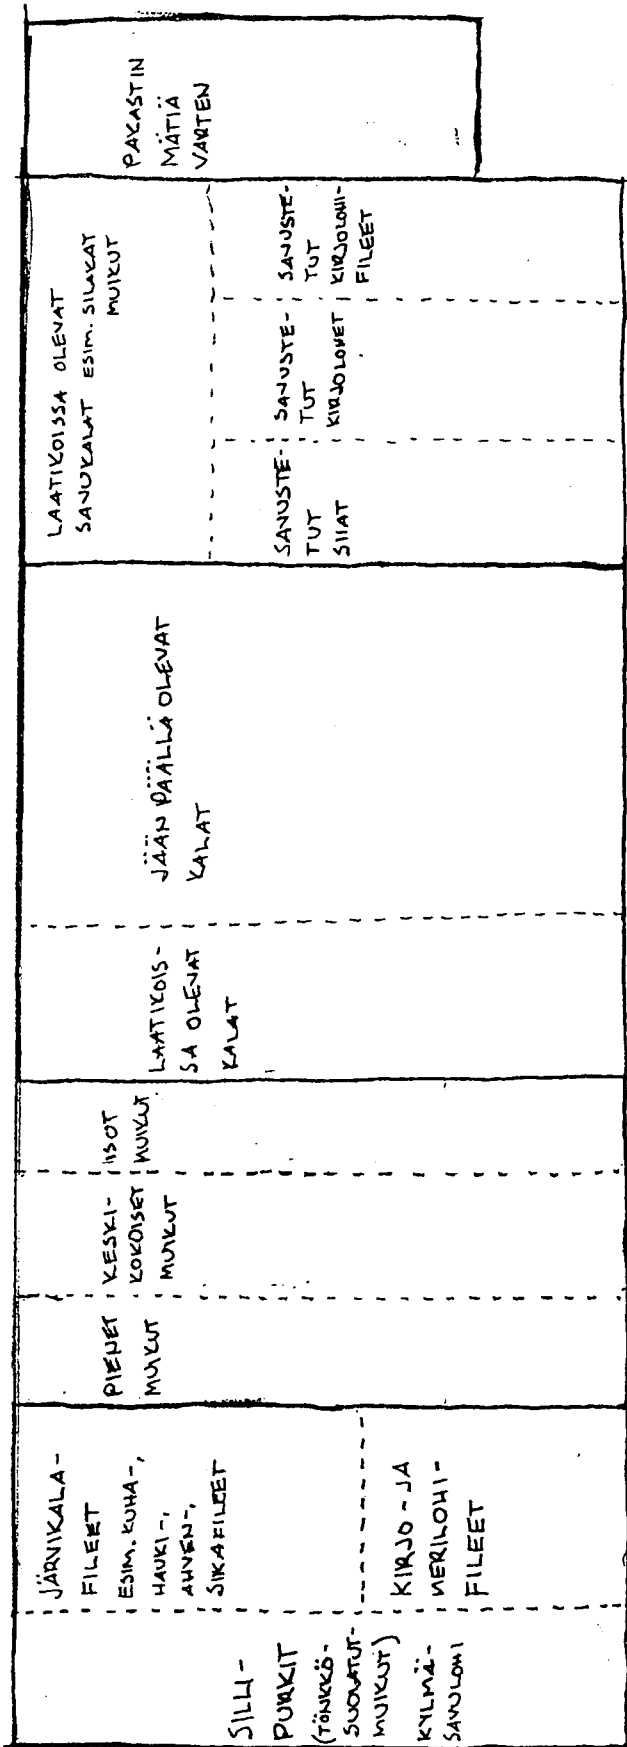 SILLI-
PURKIT
(TÖNKKÖ-
SUOLATUT-
MUIKUT)
KYLMÄ-
SAVULOHI
JÄRVIKALA-
FILEET
ESIM. KUHA-,
HAUKI-,
AHVEN-,
SIKAFILEET
KIRJO- JA
MERILOHI-
FILEET
PIENET
MUIKUT
KESKI-
KOKOISET
MUIKUT
ISOT
MUIKUT
LAATIKOIS-
SA OLEVAT
KALAT
JÄÄN PÄÄLLÄ OLEVAT
KALAT
LAATIKOISSA OLEVAT
SAVUKALAT ESIM. SILAKAT
MUIKUT
SAVUSTE-
TUT
SIIAT
SAVUSTE-
TUT
KIRJOLOHET
SAVUSTE-
TUT
KIRJOLOHI-
FILEET
PAKASTIN
MÄTIÄ
VARTEN